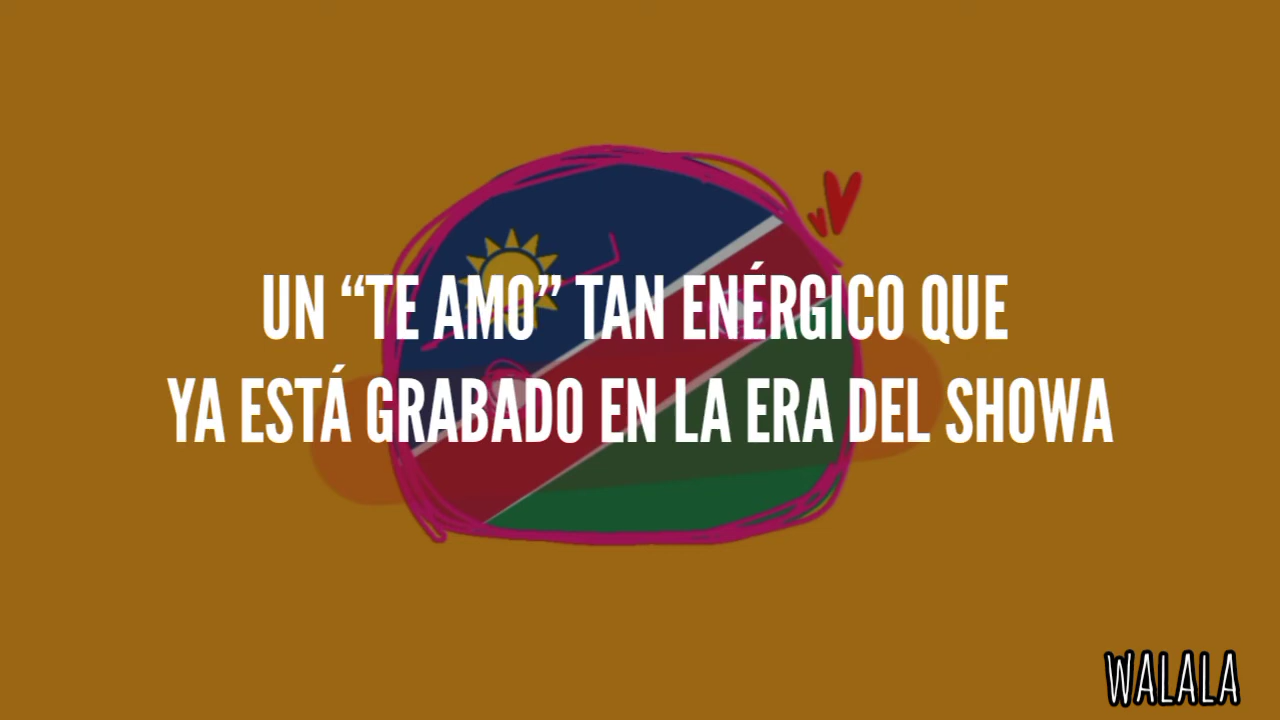 UN “TE AMO” TAN ENÉRGICO QUE
YA ESTÁ GRABADO EN LA ERA DEL SHOWA
WALALA